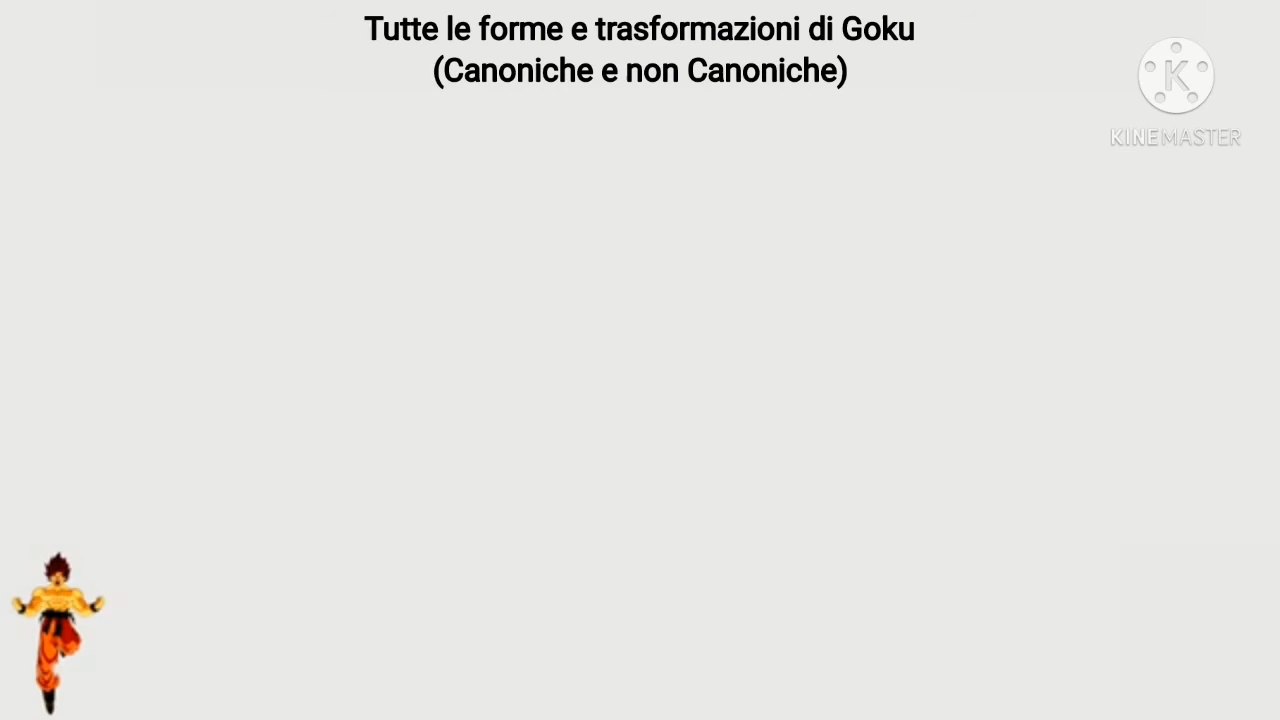 Tutte le forme e trasformazioni di Goku
(Canoniche e non Canoniche)
K
KINEMASTER